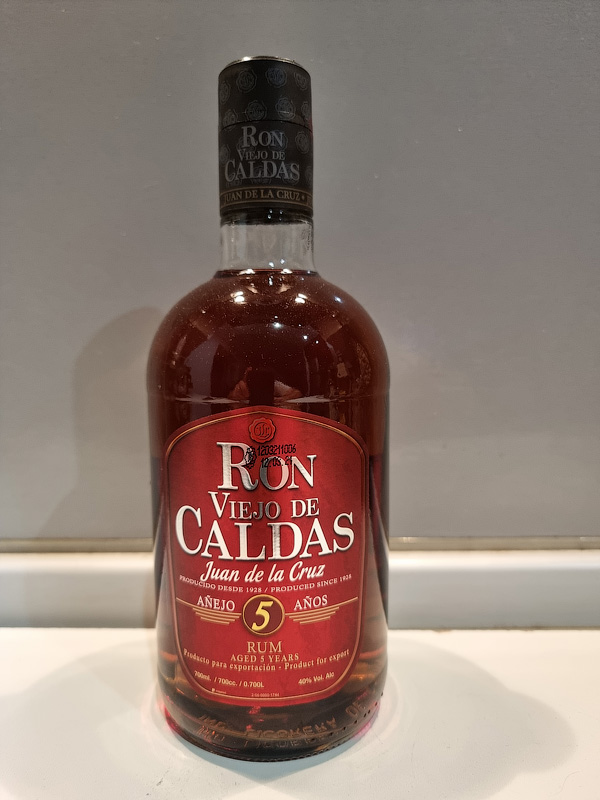 RON
VIEJO DE
CALDAS
JUAN DE LA CRUZ
RON
VIEJO DE
CALDAS
Juan de la Cruz
PRODUCIDO DESDE 1928 / PRODUCED SINCE 1928
AÑEJO 5 AÑOS
RUM
AGED 5 YEARS
Producto para exportación - Product for export
700ml. / 700cc. / 0.700L 40% Vol. Alc